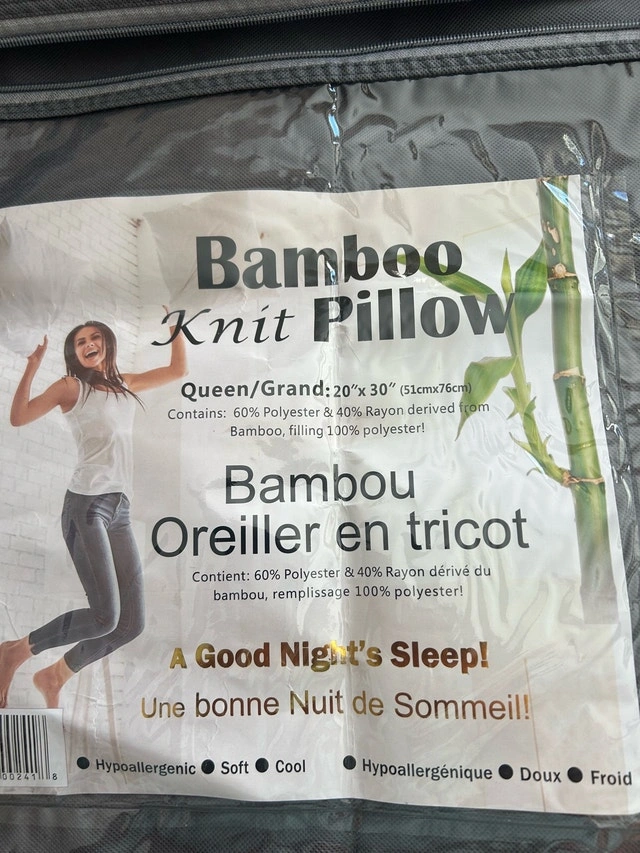 Bamboo
Knit Pillow
Queen/Grand: 20"x 30" (51cmx76cm)
Contains: 60% Polyester & 40% Rayon derived from
Bamboo, filling 100% polyester!
Bambou
Oreiller en tricot
Contient: 60% Polyester & 40% Rayon dérivé du
bambou, remplissage 100% polyester!
A Good Night's Sleep!
Une bonne Nuit de Sommeil!
● Hypoallergenic ● Soft ● Cool ● Hypoallergénique ● Doux ● Froid
00241 8